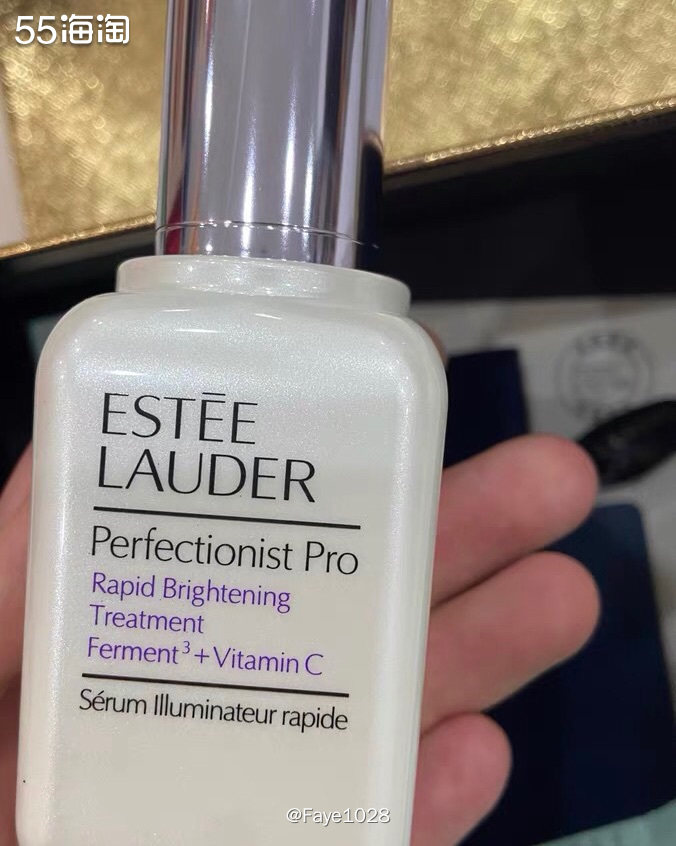 55海淘
ESTĒE
LAUDER
Perfectionist Pro
Rapid Brightening
Treatment
Ferment³+Vitamin C
Sérum Illuminateur rapide
@Faye1028